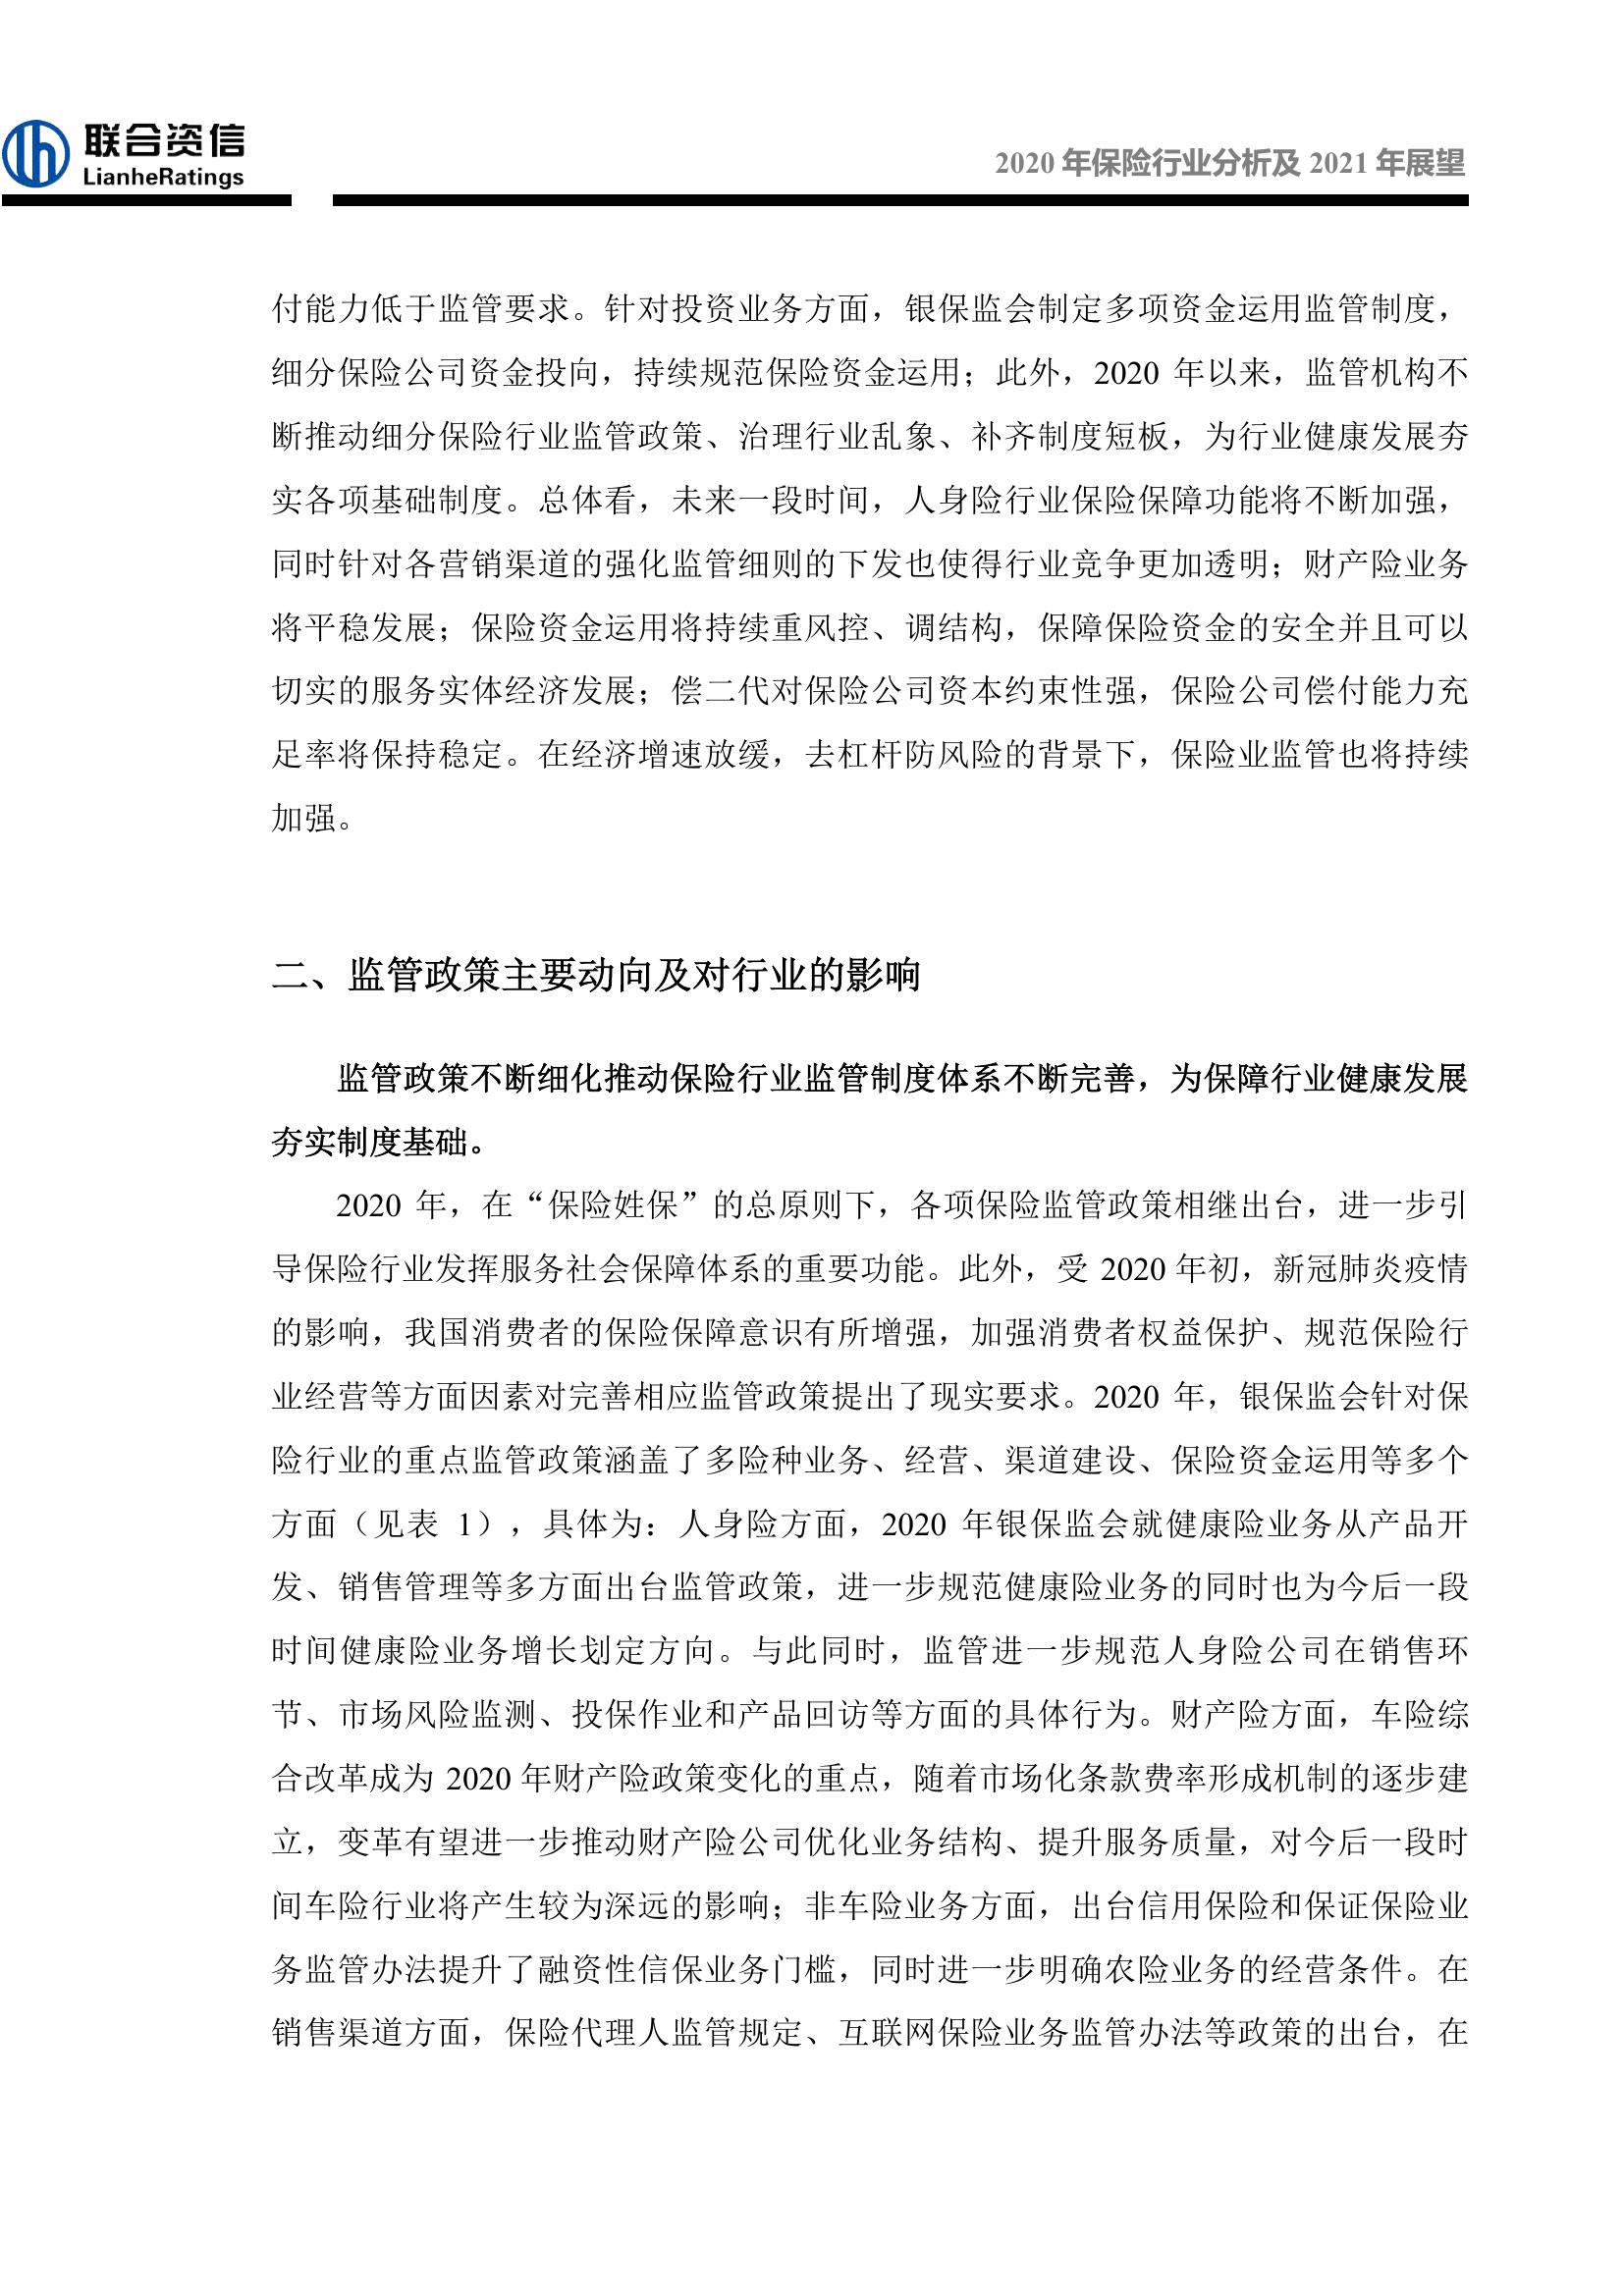 联合资信
LianheRatings
2020 年保险行业分析及 2021 年展望
付能力低于监管要求。针对投资业务方面，银保监会制定多项资金运用监管制度，
细分保险公司资金投向，持续规范保险资金运用；此外，2020 年以来，监管机构不
断推动细分保险行业监管政策、治理行业乱象、补齐制度短板，为行业健康发展夯
实各项基础制度。总体看，未来一段时间，人身险行业保险保障功能将不断加强，
同时针对各营销渠道的强化监管细则的下发也使得行业竞争更加透明；财产险业务
将平稳发展；保险资金运用将持续重风控、调结构，保障保险资金的安全并且可以
切实的服务实体经济发展；偿二代对保险公司资本约束性强，保险公司偿付能力充
足率将保持稳定。在经济增速放缓，去杠杆防风险的背景下，保险业监管也将持续
加强。
二、监管政策主要动向及对行业的影响
监管政策不断细化推动保险行业监管制度体系不断完善，为保障行业健康发展
夯实制度基础。
2020 年，在“保险姓保”的总原则下，各项保险监管政策相继出台，进一步引
导保险行业发挥服务社会保障体系的重要功能。此外，受 2020 年初，新冠肺炎疫情
的影响，我国消费者的保险保障意识有所增强，加强消费者权益保护、规范保险行
业经营等方面因素对完善相应监管政策提出了现实要求。2020 年，银保监会针对保
险行业的重点监管政策涵盖了多险种业务、经营、渠道建设、保险资金运用等多个
方面（见表 1），具体为：人身险方面，2020 年银保监会就健康险业务从产品开
发、销售管理等多方面出台监管政策，进一步规范健康险业务的同时也为今后一段
时间健康险业务增长划定方向。与此同时，监管进一步规范人身险公司在销售环
节、市场风险监测、投保作业和产品回访等方面的具体行为。财产险方面，车险综
合改革成为 2020 年财产险政策变化的重点，随着市场化条款费率形成机制的逐步建
立，变革有望进一步推动财产险公司优化业务结构、提升服务质量，对今后一段时
间车险行业将产生较为深远的影响；非车险业务方面，出台信用保险和保证保险业
务监管办法提升了融资性信保业务门槛，同时进一步明确农险业务的经营条件。在
销售渠道方面，保险代理人监管规定、互联网保险业务监管办法等政策的出台，在